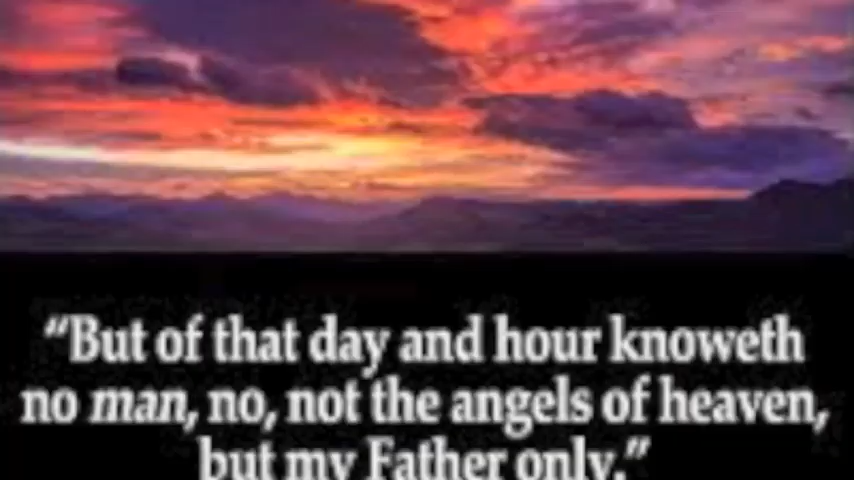 “But of that day and hour knoweth
no man, no, not the angels of heaven,
but my Father only.”